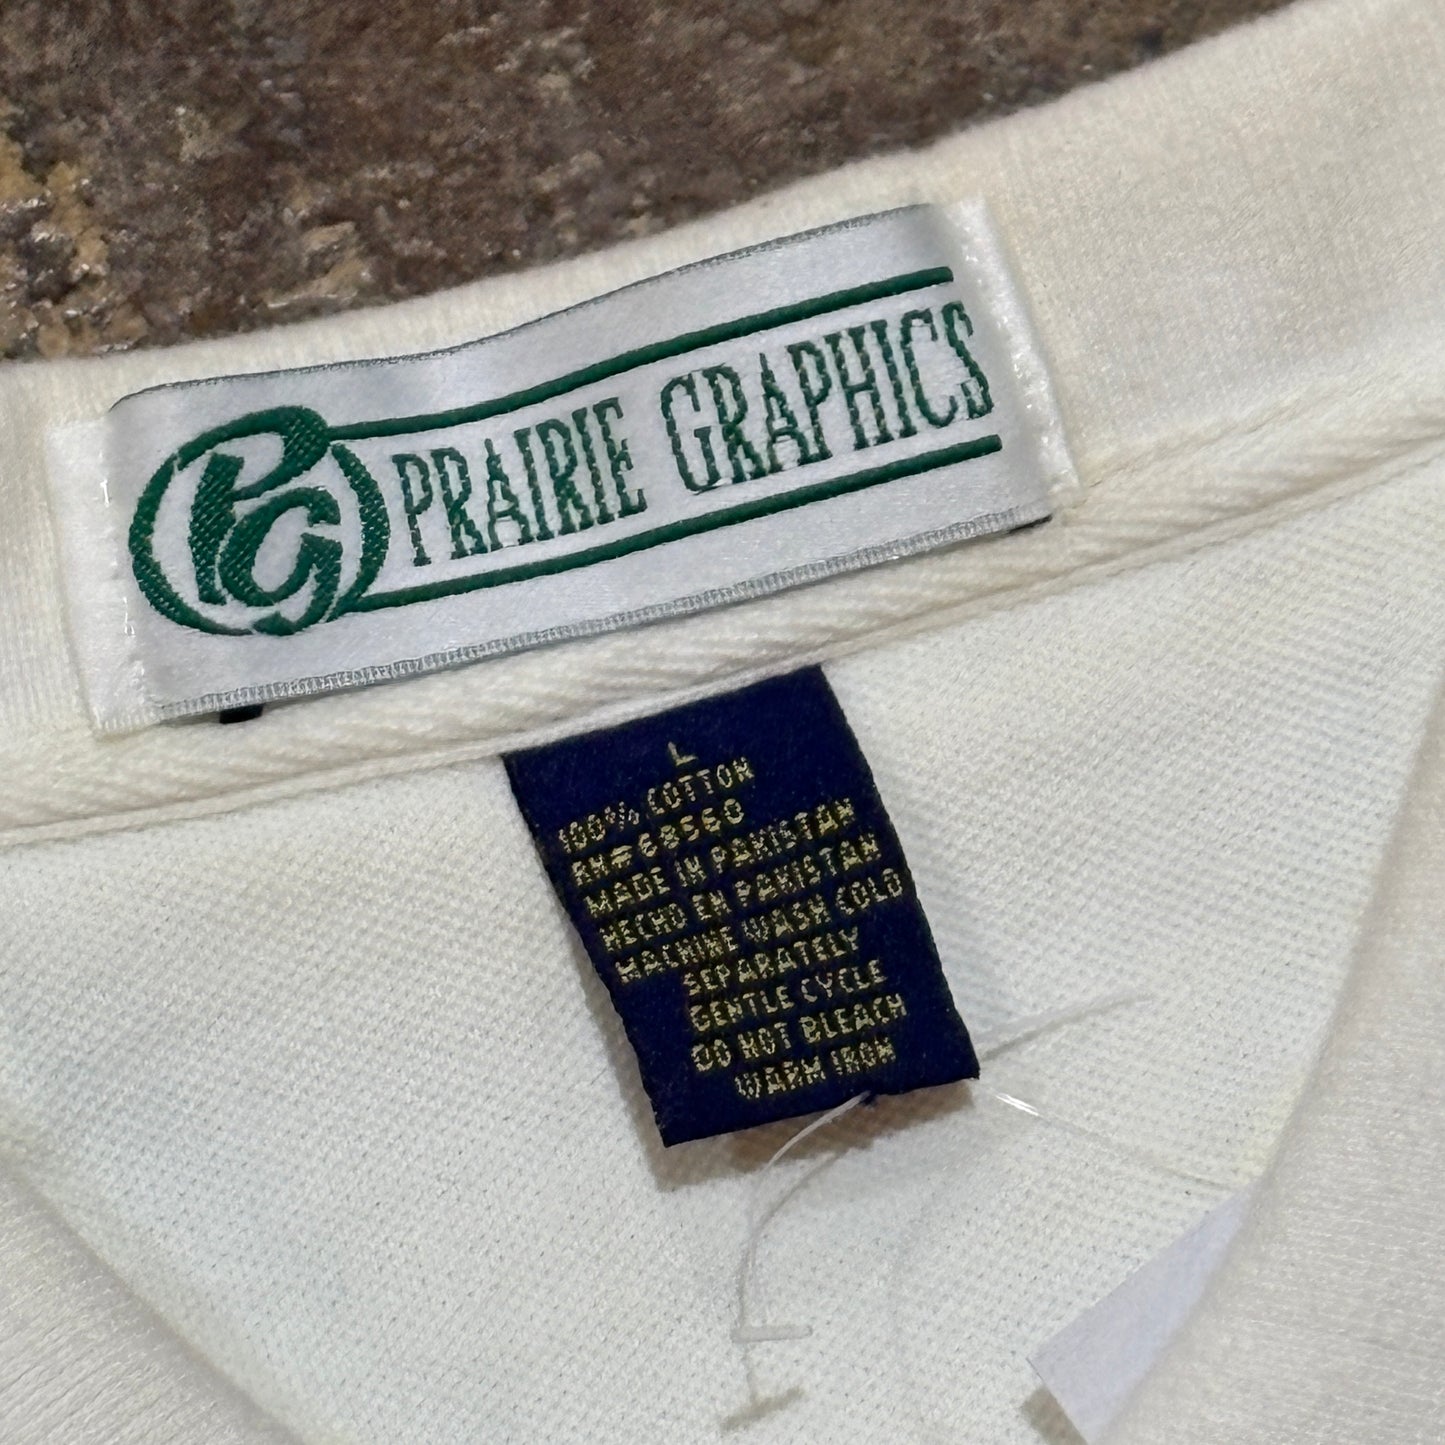 PG PRAIRIE GRAPHICS
L
100% COTTON
RN#68560
MADE IN PAKISTAN
HECHO EN PAKISTAN
MACHINE WASH COLD
SEPARATELY
GENTLE CYCLE
DO NOT BLEACH
WARM IRON